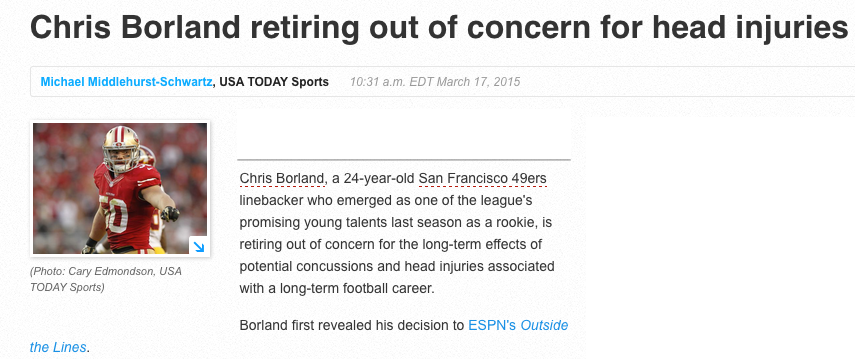 Chris Borland retiring out of concern for head injuries
Michael Middlehurst-Schwartz, USA TODAY Sports 10:31 a.m. EDT March 17, 2015
50
(Photo: Cary Edmondson, USA
TODAY Sports)
Chris Borland, a 24-year-old San Francisco 49ers
linebacker who emerged as one of the league's
promising young talents last season as a rookie, is
retiring out of concern for the long-term effects of
potential concussions and head injuries associated
with a long-term football career.
Borland first revealed his decision to ESPN's Outside
the Lines.